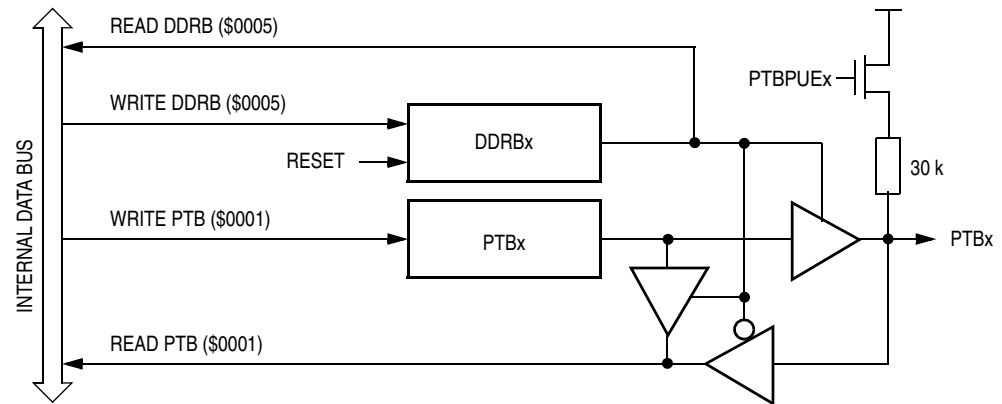 READ DDRB ($0005)
PTBPUEx
WRITE DDRB ($0005)
DDRBx
RESET
30 k
INTERNAL DATA BUS
WRITE PTB ($0001)
PTBx
PTBx
READ PTB ($0001)